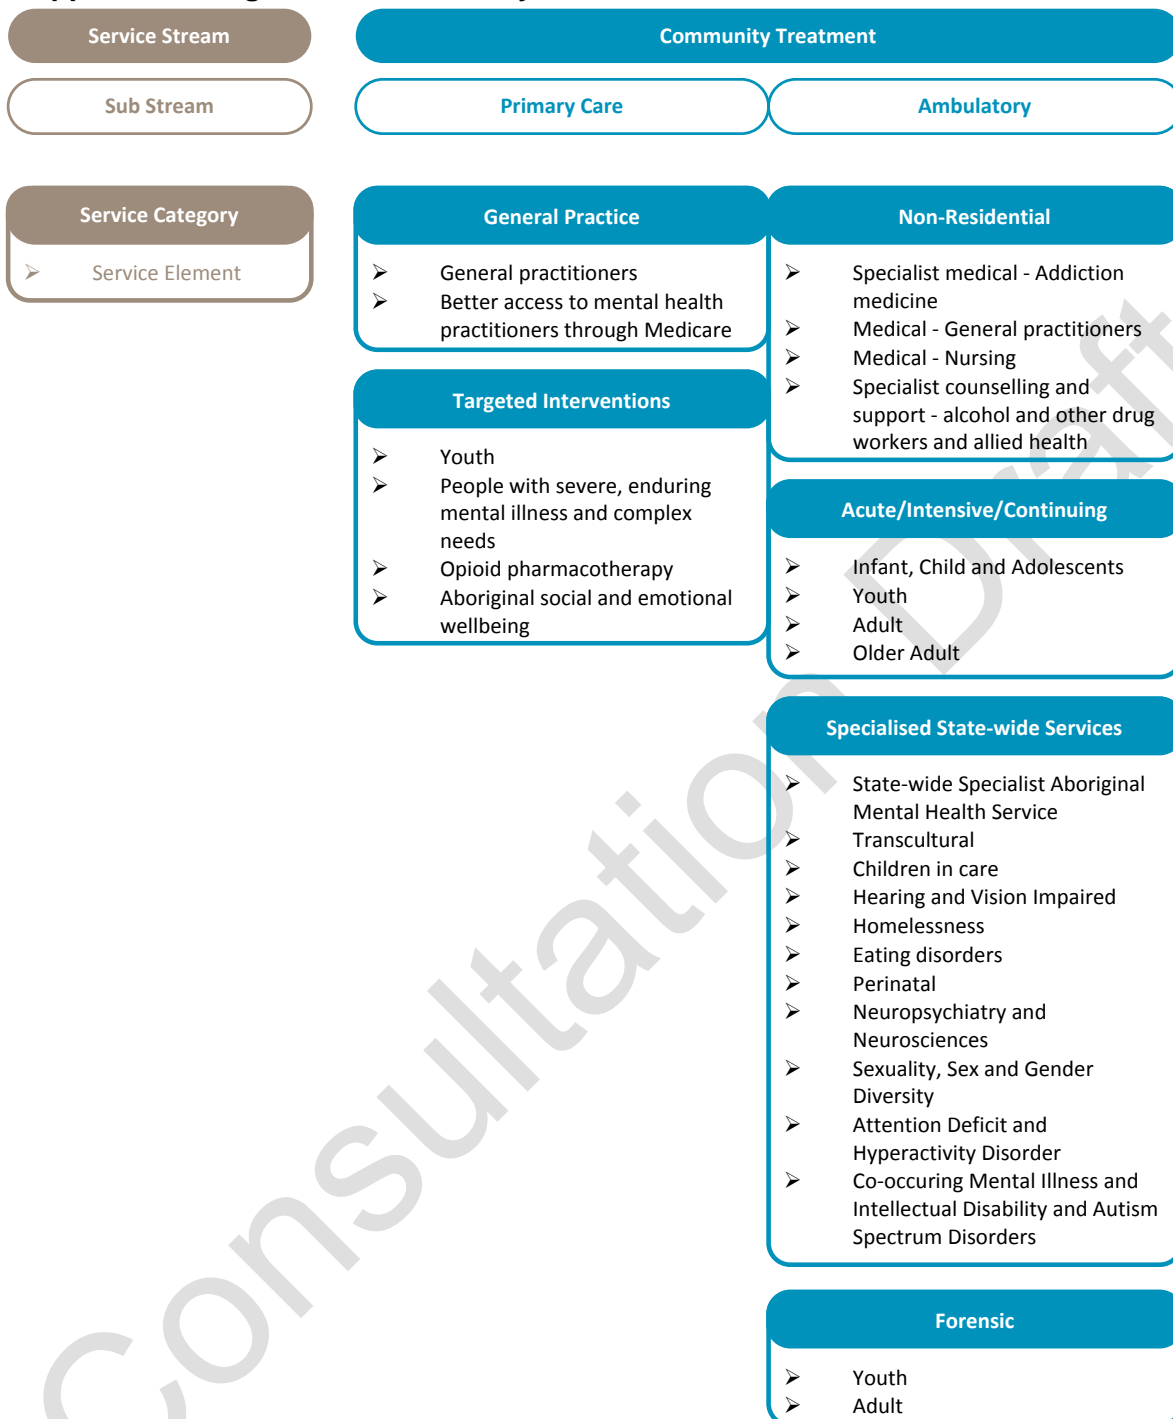 Service Stream
Community Treatment
Sub Stream
Primary Care
Ambulatory
Service Category
➢ Service Element
General Practice
➢ General practitioners
➢ Better access to mental health
practitioners through Medicare
Targeted Interventions
➢ Youth
➢ People with severe, enduring
mental illness and complex
needs
➢ Opioid pharmacotherapy
➢ Aboriginal social and emotional
wellbeing
Non-Residential
➢ Specialist medical - Addiction
medicine
➢ Medical - General practitioners
➢ Medical - Nursing
➢ Specialist counselling and
support - alcohol and other drug
workers and allied health
Acute/Intensive/Continuing
➢ Infant, Child and Adolescents
➢ Youth
➢ Adult
➢ Older Adult
Specialised State-wide Services
➢ State-wide Specialist Aboriginal
Mental Health Service
➢ Transcultural
➢ Children in care
➢ Hearing and Vision Impaired
➢ Homelessness
➢ Eating disorders
➢ Perinatal
➢ Neuropsychiatry and
Neurosciences
➢ Sexuality, Sex and Gender
Diversity
➢ Attention Deficit and
Hyperactivity Disorder
➢ Co-occuring Mental Illness and
Intellectual Disability and Autism
Spectrum Disorders
Forensic
➢ Youth
➢ Adult
Consultation Draft